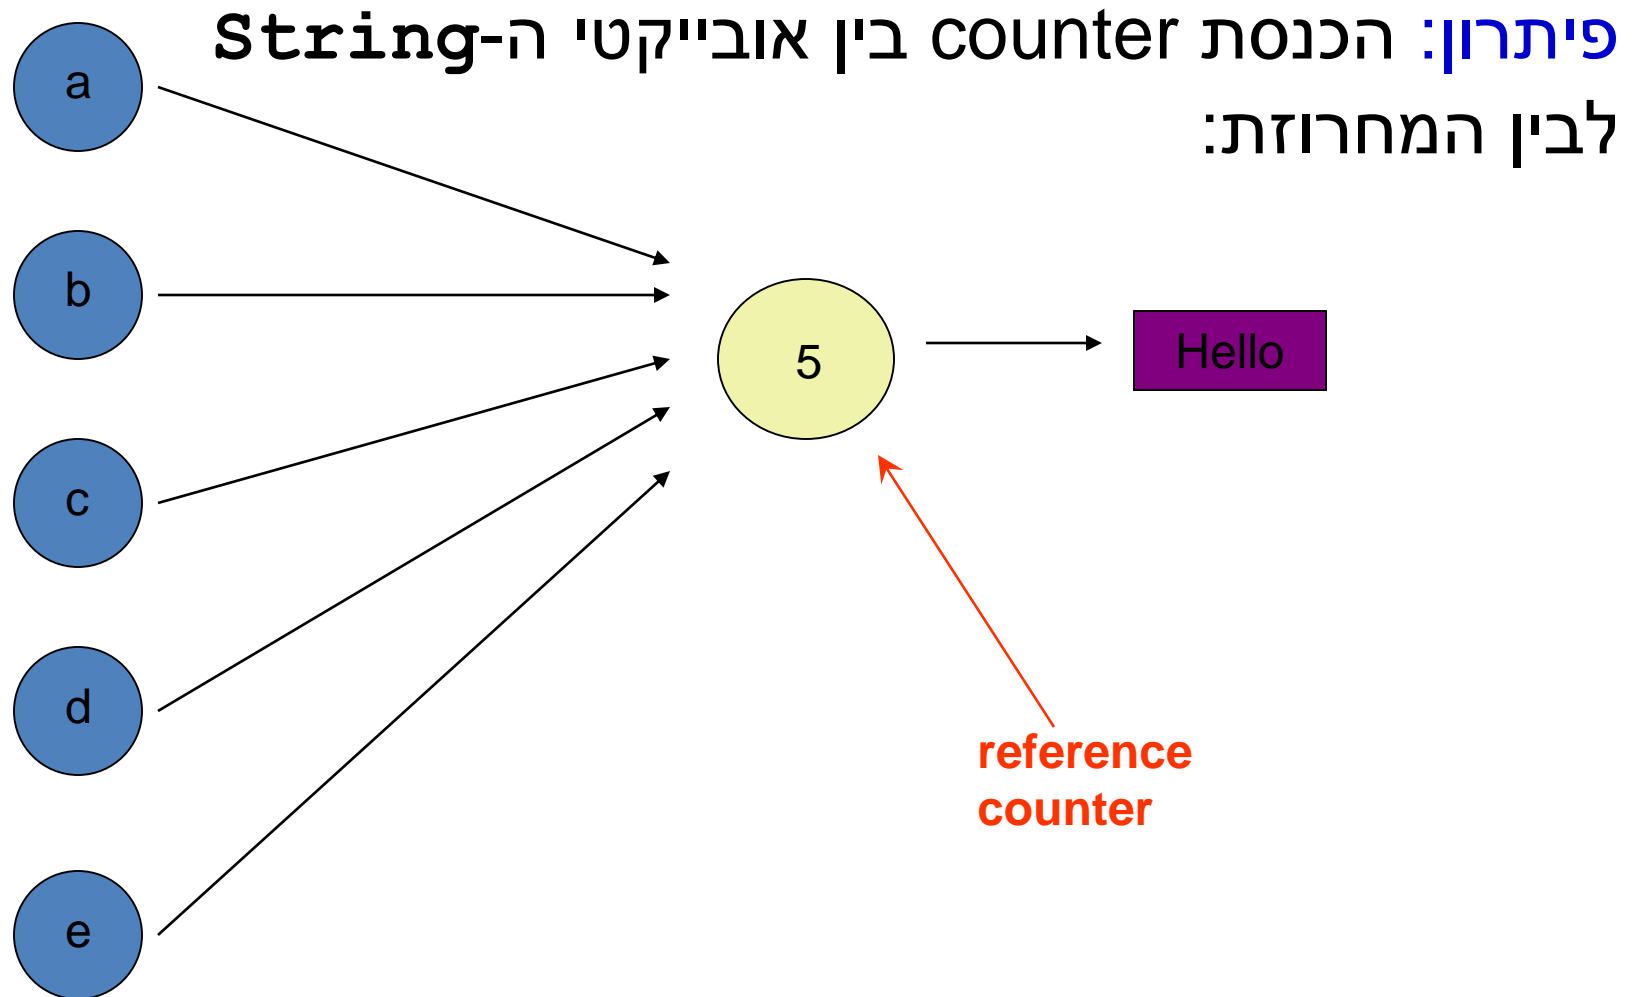 פיתרון: הכנסת counter בין אובייקטי ה-String
לבין המחרוזת:
a
b
c
d
e
5
Hello
reference
counter